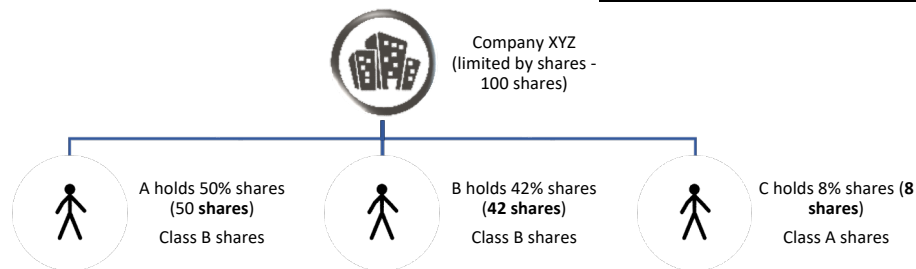 Company XYZ
(limited by shares -
100 shares)
A holds 50% shares
(50 shares)
Class B shares
B holds 42% shares
(42 shares)
Class B shares
C holds 8% shares (8
shares)
Class A shares